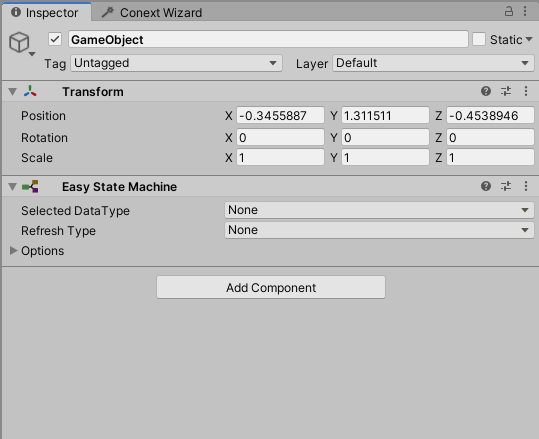 Inspector Conext Wizard
GameObject Static
Tag Untagged Layer Default
Transform
Position X -0.3455887 Y 1.311511 Z -0.4538946
Rotation X 0 Y 0 Z 0
Scale X 1 Y 1 Z 1
Easy State Machine
Selected DataType None
Refresh Type None
Options
Add Component